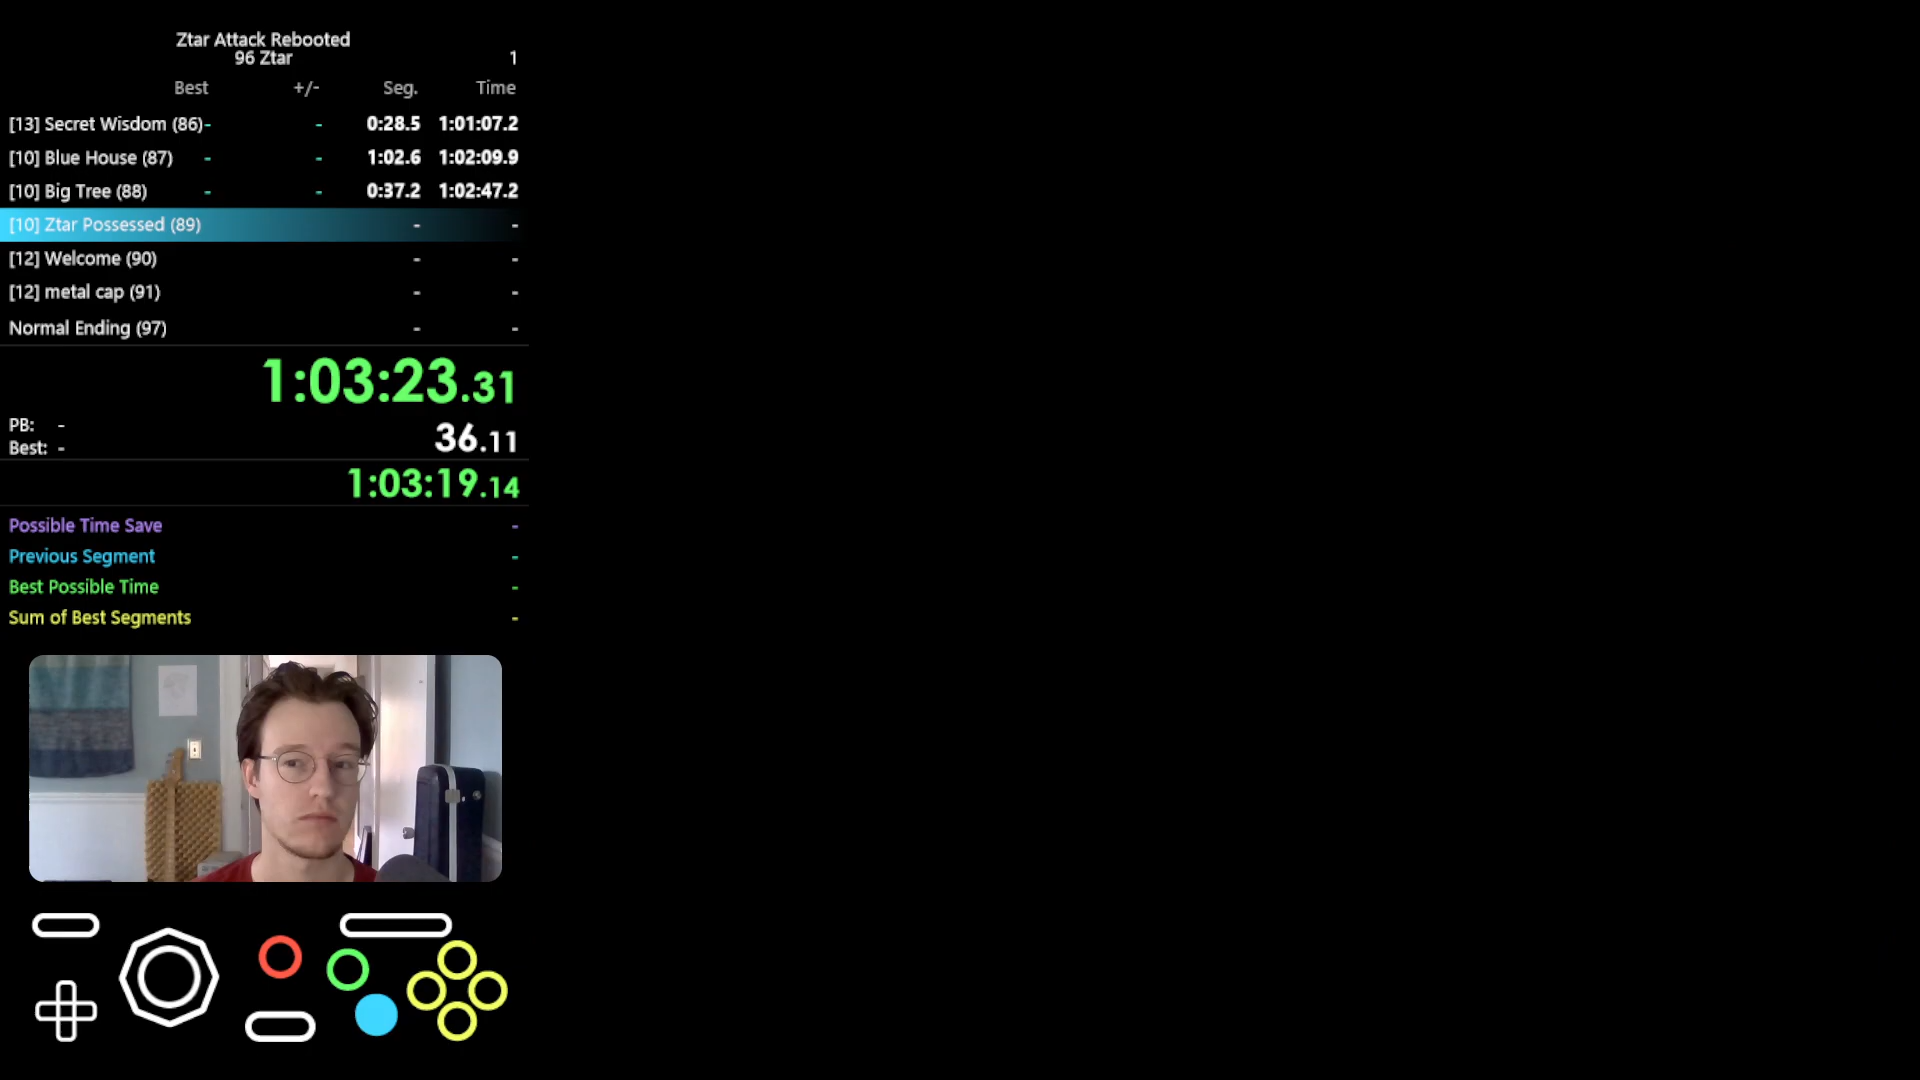 Ztar Attack Rebooted
96 Ztar 1
Best +/- Seg. Time
[13] Secret Wisdom (86) - - 0:28.5 1:01:07.2
[10] Blue House (87) - - 1:02.6 1:02:09.9
[10] Big Tree (88) - - 0:37.2 1:02:47.2
[10] Ztar Possessed (89) - -
[12] Welcome (90) - -
[12] metal cap (91) - -
Normal Ending (97) - -
1:03:23.31
PB: -
Best: - 36.11
1:03:19.14
Possible Time Save -
Previous Segment -
Best Possible Time -
Sum of Best Segments -